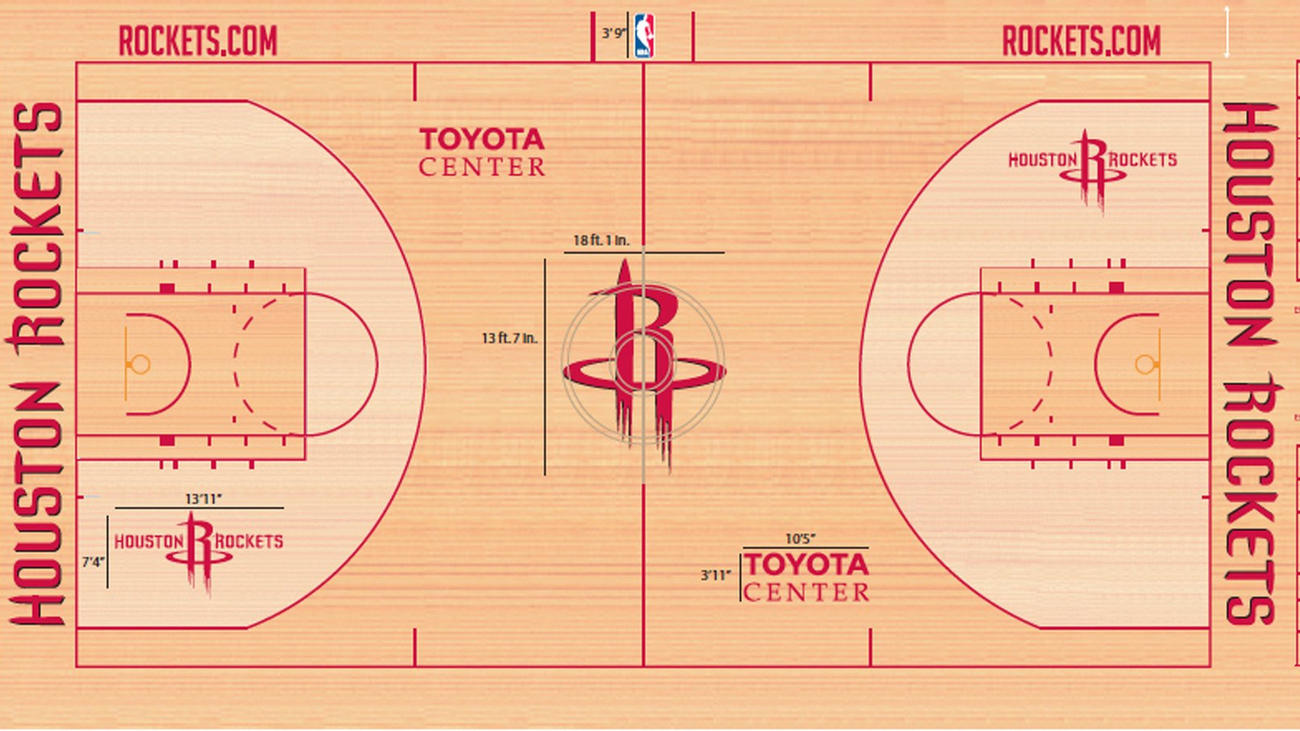 ROCKETS.COM
3'9"
NBA
ROCKETS.COM
HOUSTON ROCKETS
TOYOTA
CENTER
HOUSTON R ROCKETS
HOUSTON ROCKETS
18 ft. 1 In.
13 ft. 7 In.
R
13'11"
7'4"
HOUSTON R ROCKETS
10'5"
3'11"
TOYOTA
CENTER